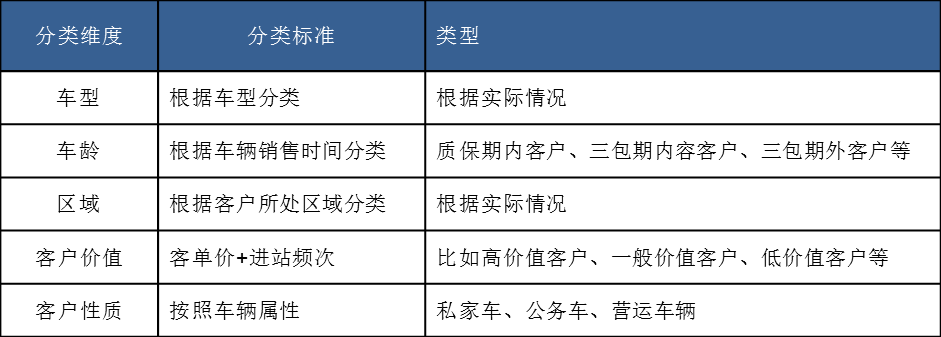 分类维度 分类标准 类型
车型 根据车型分类 根据实际情况
车龄 根据车辆销售时间分类 质保期内客户、三包期内容客户、三包期外客户等
区域 根据客户所处区域分类 根据实际情况
客户价值 客单价+进站频次 比如高价值客户、一般价值客户、低价值客户等
客户性质 按照车辆属性 私家车、公务车、营运车辆